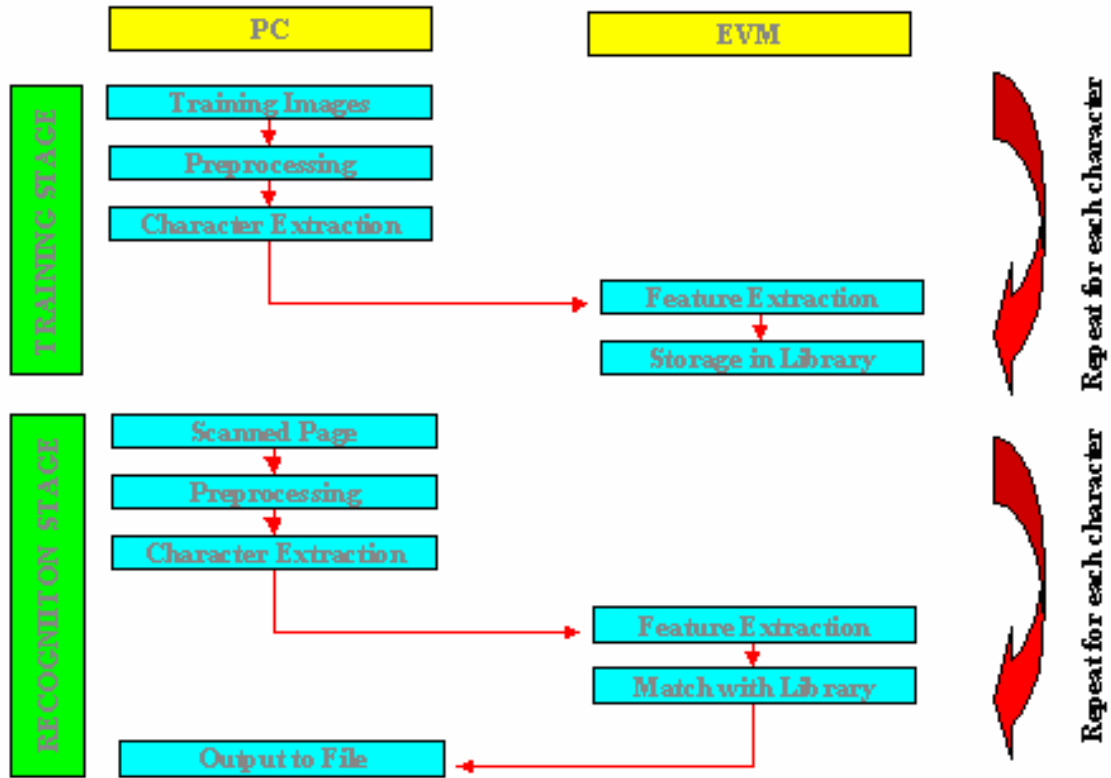 PC
EVM
TRAINING STAGE
Training Images
Preprocessing
Character Extraction
Feature Extraction
Storage in Library
Repeat for each character
RECOGNIITON STAGE
Scanned Page
Preprocessing
Character Extraction
Feature Extraction
Match with Library
Output to File
Repeat for each character